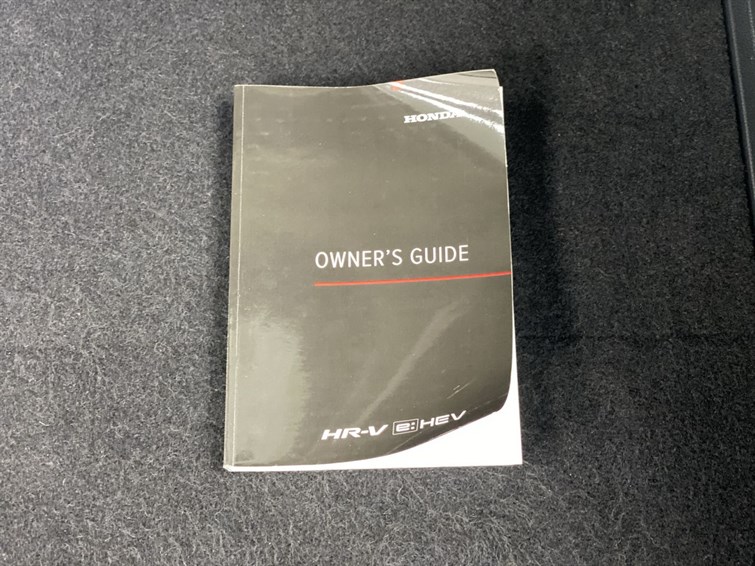 HONDA
OWNER'S GUIDE
HR-V e:HEV